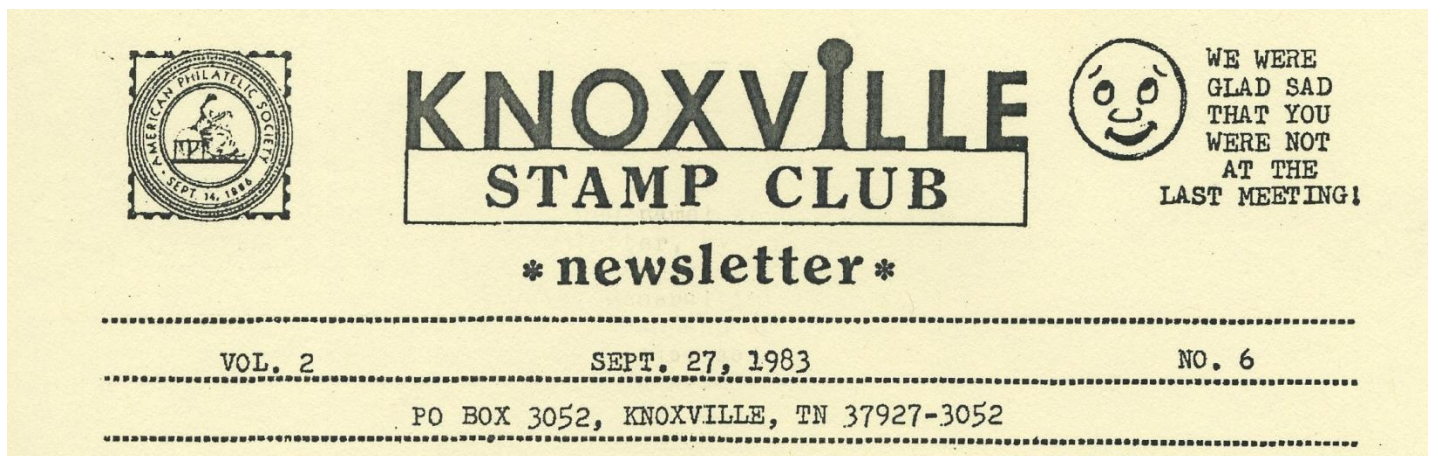 AMERICAN PHILATELIC SOCIETY
SEPT. 14, 1886
KNOXVILLE
STAMP CLUB
*newsletter*
WE WERE
GLAD SAD
THAT YOU
WERE NOT
AT THE
LAST MEETING!
VOL. 2 SEPT. 27, 1983 NO. 6
PO BOX 3052, KNOXVILLE, TN 37927-3052